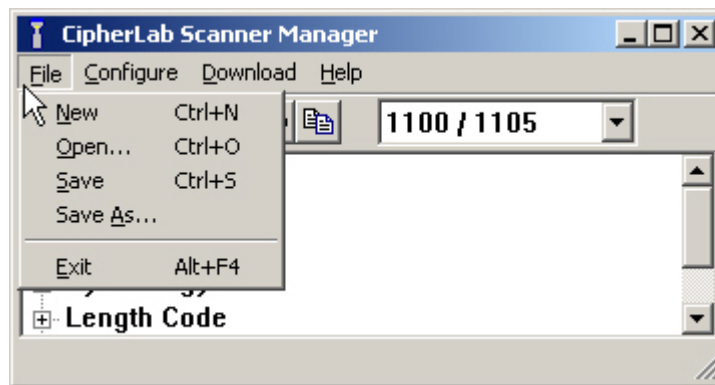 CipherLab Scanner Manager
File Configure Download Help
1100 / 1105
New Ctrl+N
Open... Ctrl+O
Save Ctrl+S
Save As...
Exit Alt+F4
Length Code